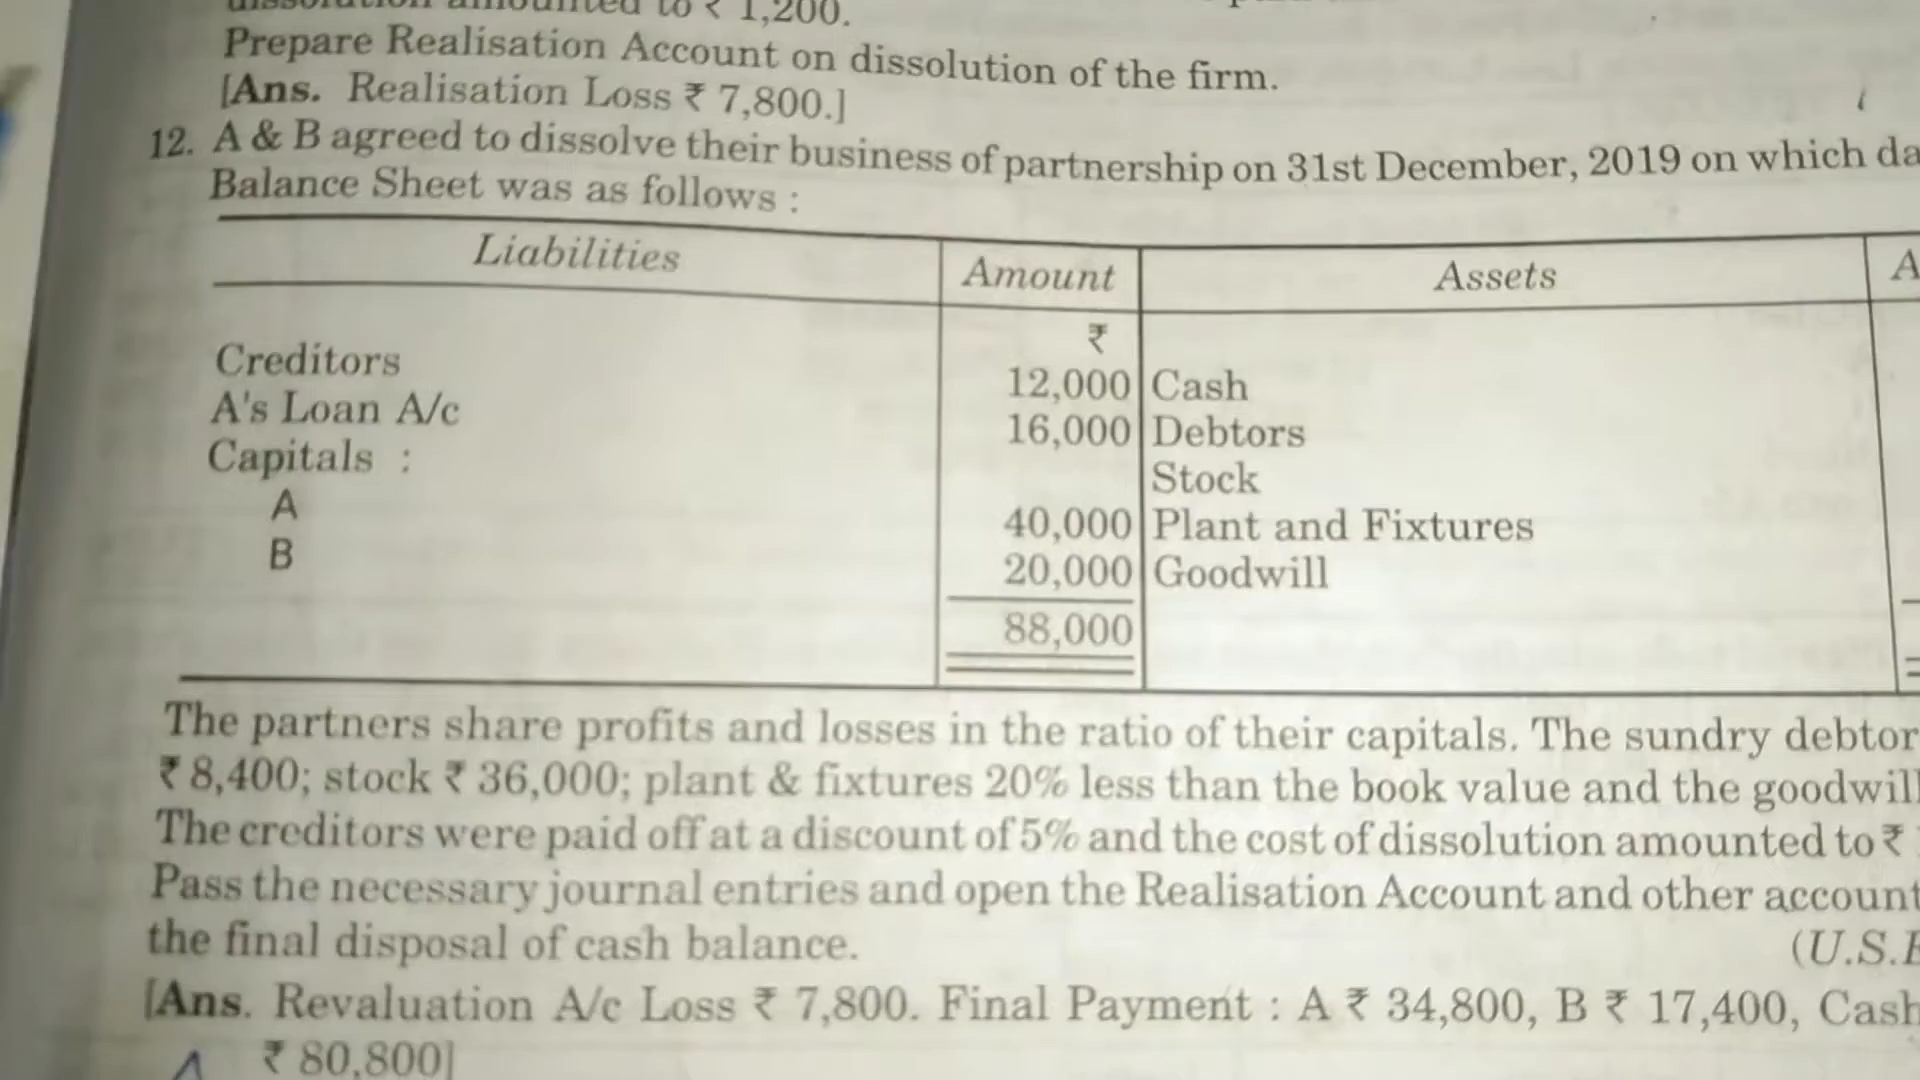 dissolution amounted to ₹ 1,200.
Prepare Realisation Account on dissolution of the firm.
[Ans. Realisation Loss ₹ 7,800.]
12. A & B agreed to dissolve their business of partnership on 31st December, 2019 on which da
Balance Sheet was as follows :
Liabilities Amount Assets A
₹
Creditors 12,000 Cash
A's Loan A/c 16,000 Debtors
Capitals : Stock
A 40,000 Plant and Fixtures
B 20,000 Goodwill
88,000
The partners share profits and losses in the ratio of their capitals. The sundry debtor
₹ 8,400; stock ₹ 36,000; plant & fixtures 20% less than the book value and the goodwill
The creditors were paid off at a discount of 5% and the cost of dissolution amounted to ₹
Pass the necessary journal entries and open the Realisation Account and other account
the final disposal of cash balance.
(U.S.
[Ans. Revaluation A/c Loss ₹ 7,800. Final Payment : A ₹ 34,800, B ₹ 17,400, Cash
₹ 80,800]